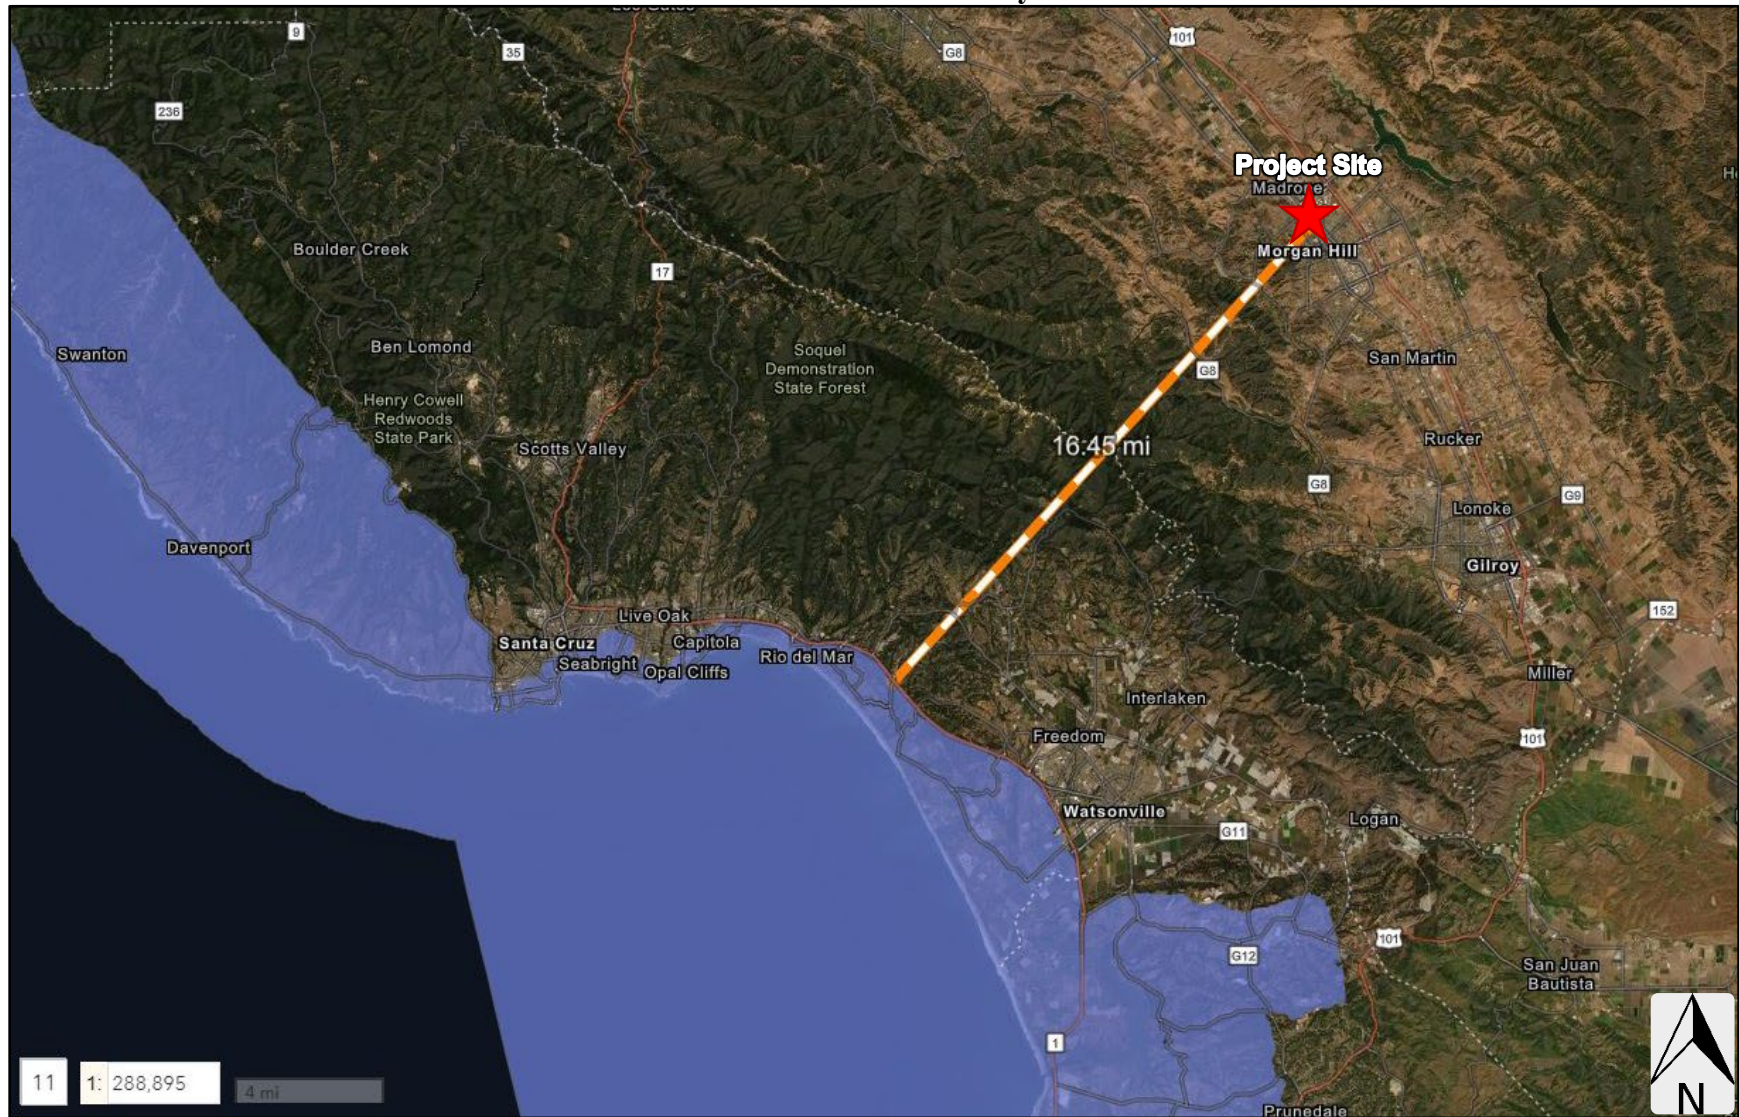 9
35
G8
101
236
Project Site
Madrone
Boulder Creek
Morgan Hill
17
Swanton
Ben Lomond
Soquel
Demonstration
State Forest
San Martin
G8
Henry Cowell
Redwoods
State Park
Scotts Valley
16.45 mi
Rucker
G8
G9
Lonoke
Davenport
Gilroy
152
Live Oak
Santa Cruz
Capitola
Rio del Mar
Seabright
Opal Cliffs
Miller
Interlaken
Freedom
101
Watsonville
G11
Logan
101
G12
San Juan
Bautista
1
11
1: 288,895
4 mi
N
Prunedale